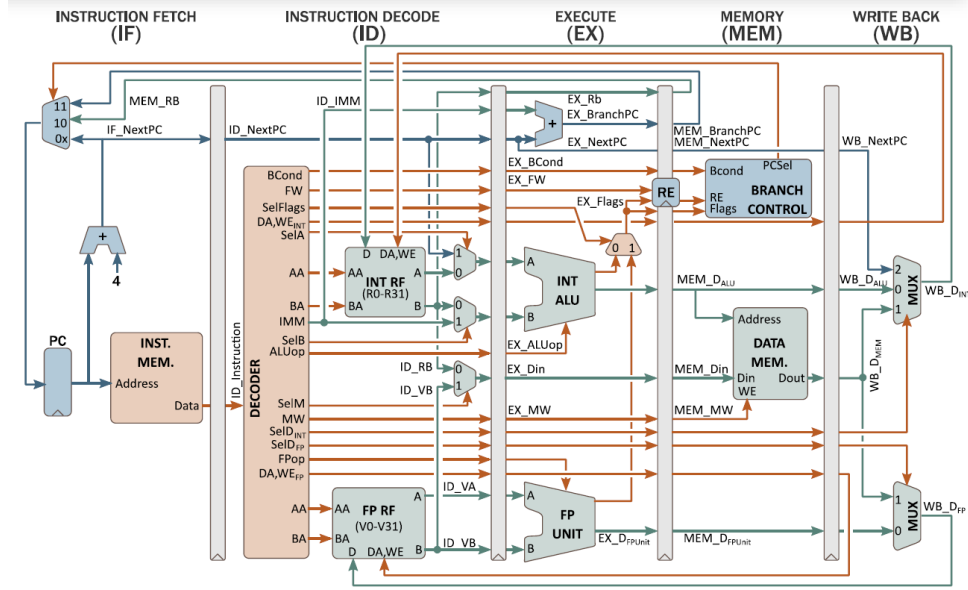 INSTRUCTION FETCH
(IF)
INSTRUCTION DECODE
(ID)
EXECUTE
(EX)
MEMORY
(MEM)
WRITE BACK
(WB)
11
10
0x
MEM_RB
IF_NextPC
+
4
PC
INST.
MEM.
Address
Data
ID_Instruction
ID_IMM
ID_NextPC
DECODER
BCond
FW
SelFlags
DA,WE_INT
SelA
AA
BA
IMM
SelB
ALUop
SelM
MW
SelD_INT
SelD_FP
FPop
DA,WE_FP
AA
BA
D DA,WE
AA
INT RF
(R0-R31)
A
BA
B
1
0
0
1
ID_RB
ID_VB
0
1
AA
FP RF
(V0-V31)
A
BA
D DA,WE B
ID_VA
ID_VB
EX_Rb
EX_BranchPC
EX_NextPC
+
EX_BCond
EX_FW
EX_Flags
0 1
A
INT
ALU
B
EX_ALUop
EX_Din
EX_MW
A
FP
UNIT
B
EX_D_FPUnit
MEM_BranchPC
MEM_NextPC
RE
Bcond
PCSel
BRANCH
CONTROL
RE
Flags
MEM_D_ALU
Address
DATA
MEM.
Din
Dout
WE
MEM_Din
MEM_MW
MEM_D_FPUnit
WB_NextPC
WB_D_ALU
WB_D_MEM
2
0
1
MUX
WB_D_INT
1
0
MUX
WB_D_FP